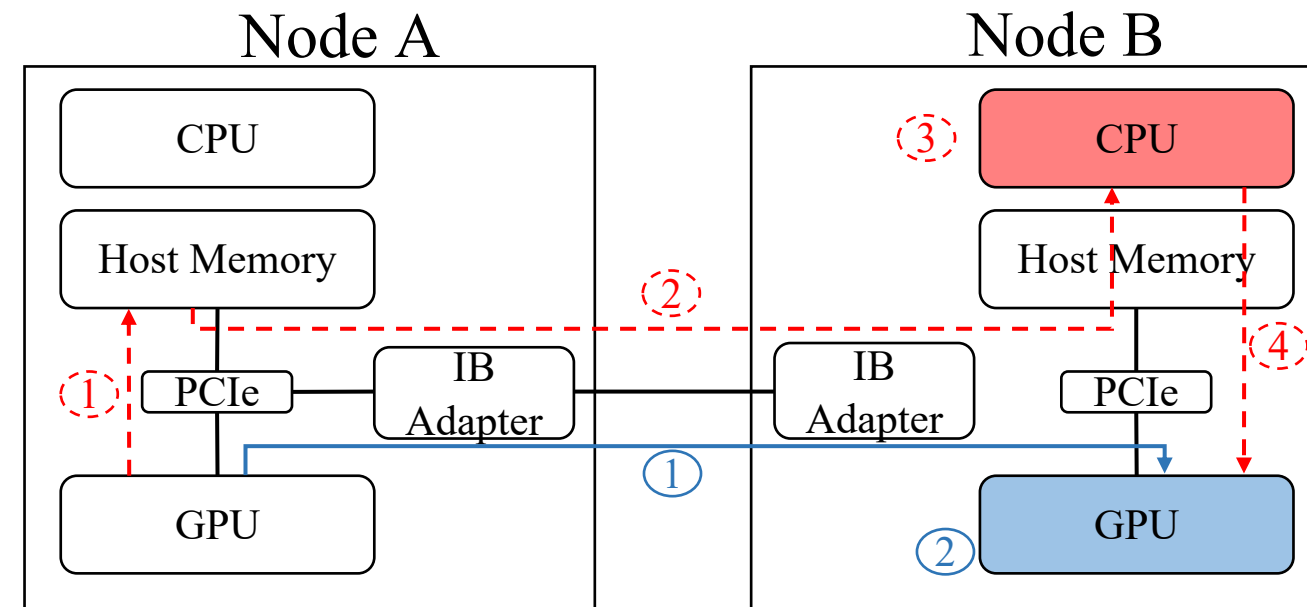 Node A
Node B
CPU
3
CPU
Host Memory
2
Host Memory
1
PCIe
IB
Adapter
IB
Adapter
PCIe
4
1
GPU
2
GPU